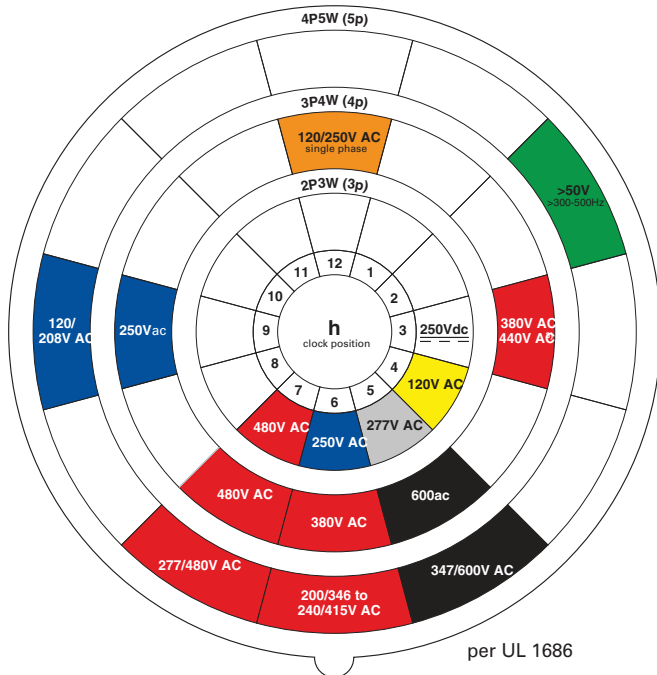 4P5W (5p)
3P4W (4p)
120/250V AC
single phase
>50V
>300-500Hz
2P3W (3p)
11
12
1
10
2
120/
208V AC
250Vac
9
h
clock position
3
250Vdc
380V AC
440V AC
8
4
120V AC
7
6
5
480V AC
250V AC
277V AC
480V AC
380V AC
600ac
277/480V AC
200/346 to
240/415V AC
347/600V AC
per UL 1686